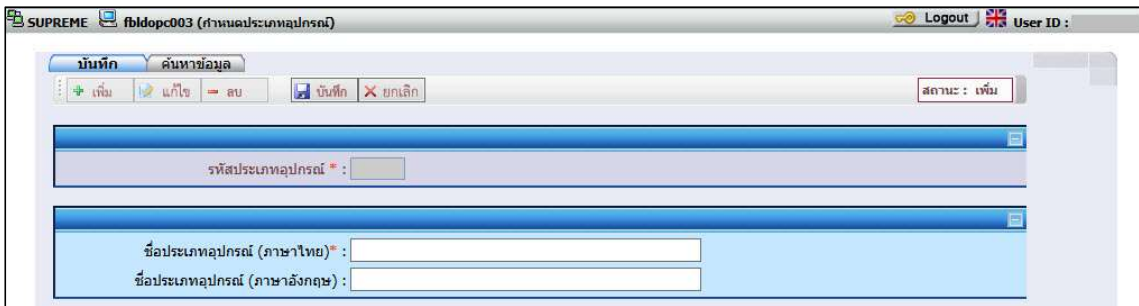 SUPREME fbldopc003 (กำหนดประเภทอุปกรณ์) Logout User ID :
บันทึก ค้นหาข้อมูล
เพิ่ม แก้ไข ลบ บันทึก ยกเลิก สถานะ : เพิ่ม
รหัสประเภทอุปกรณ์ * :
ชื่อประเภทอุปกรณ์ (ภาษาไทย)* :
ชื่อประเภทอุปกรณ์ (ภาษาอังกฤษ) :